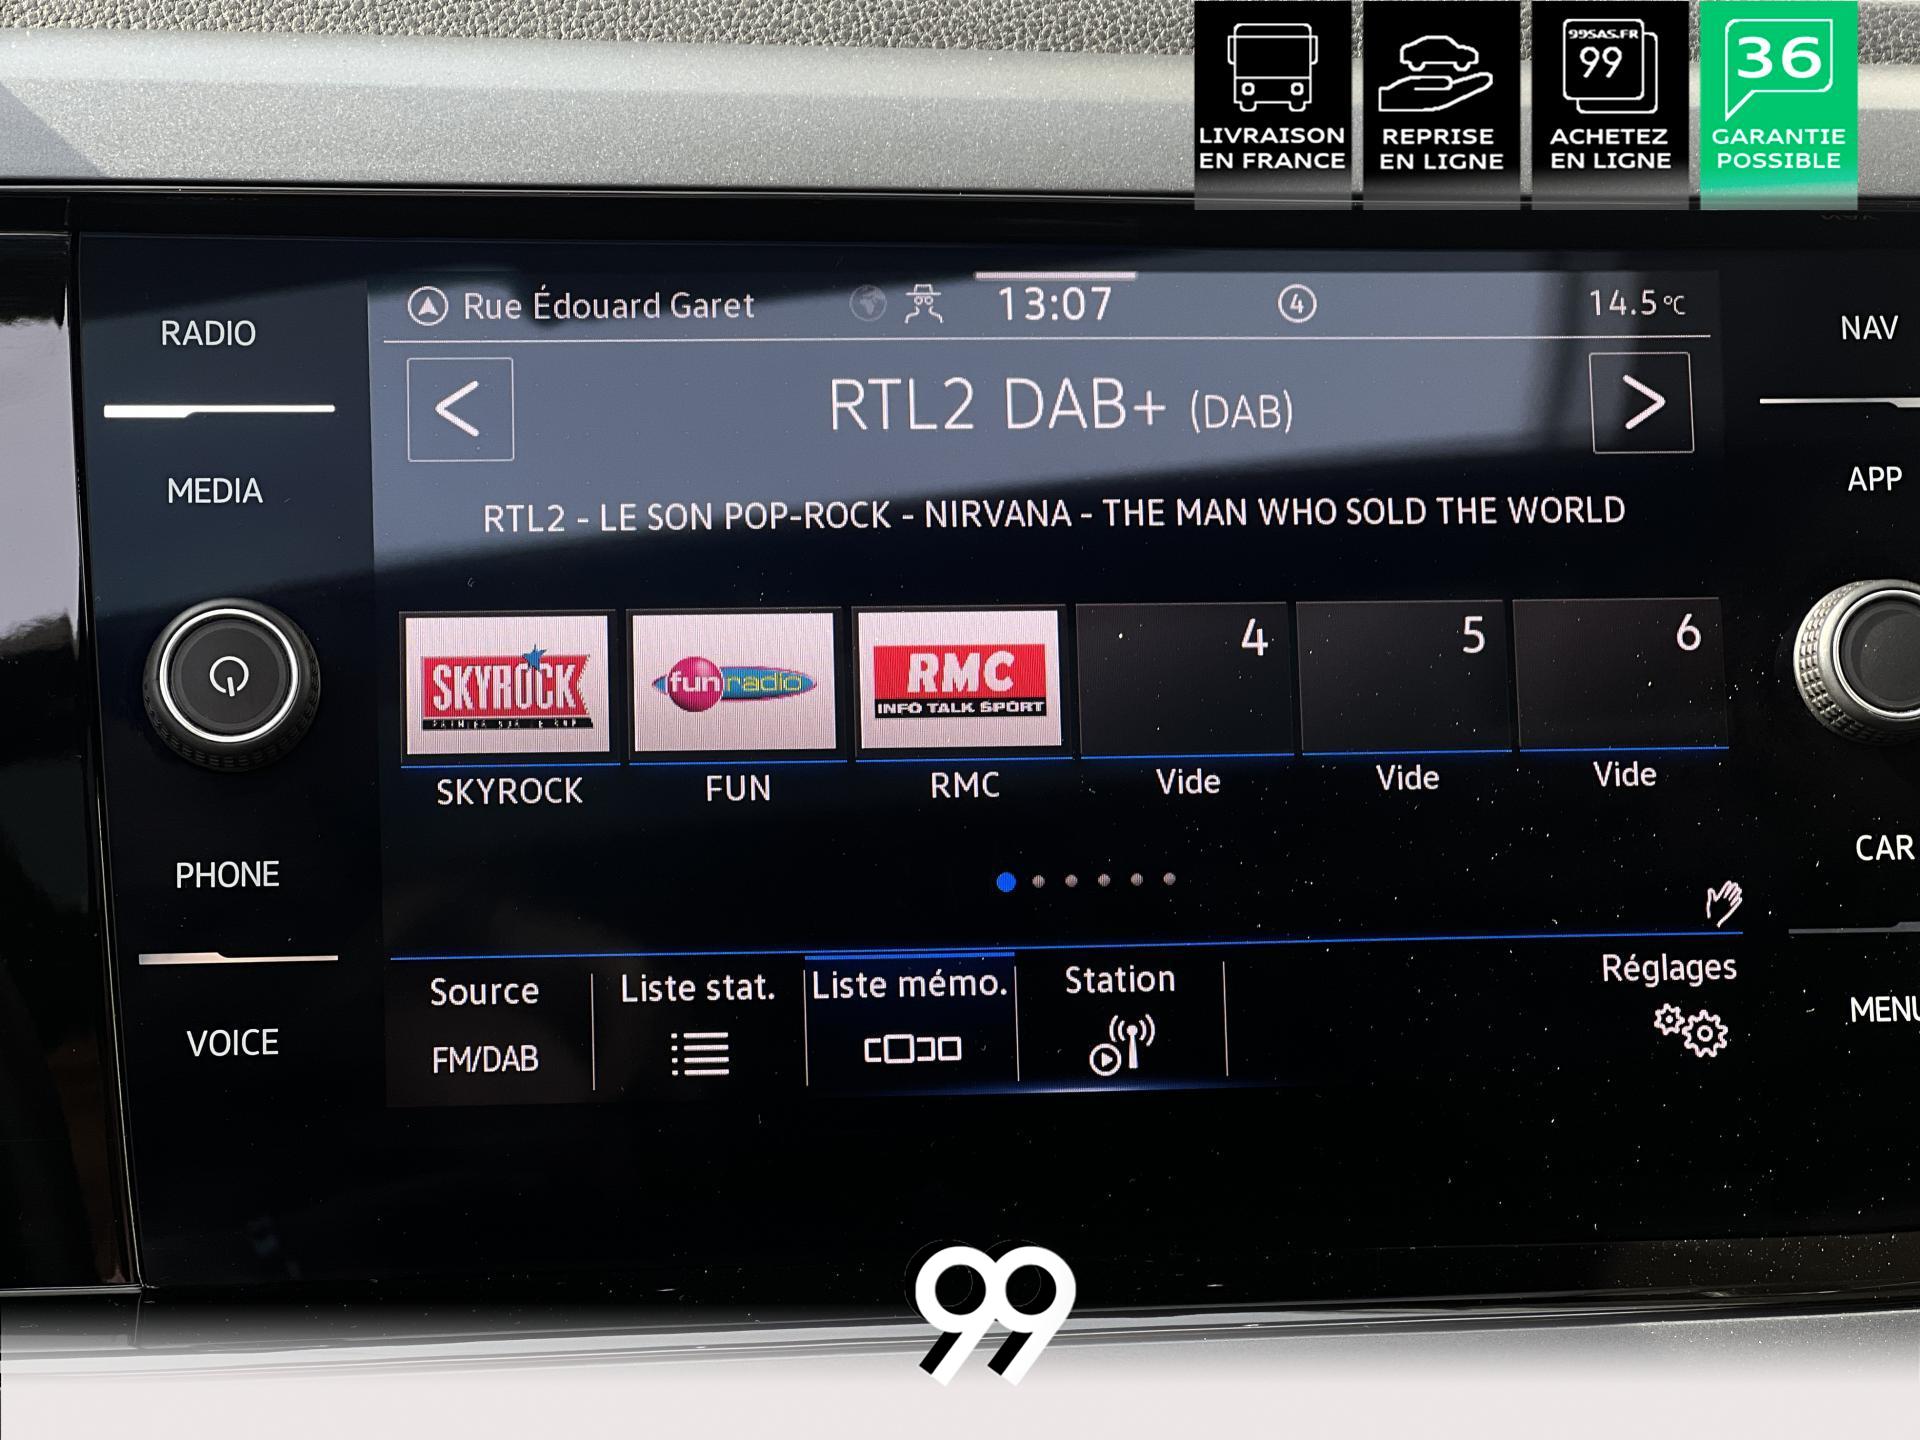 99SAS.FR
99
36
LIVRAISON
EN FRANCE
REPRISE
EN LIGNE
ACHETEZ
EN LIGNE
GARANTIE
POSSIBLE
Rue Édouard Garet
13:07
4
14.5°C
RADIO
NAV
<
RTL2 DAB+ (DAB)
>
MEDIA
APP
RTL2 - LE SON POP-ROCK - NIRVANA - THE MAN WHO SOLD THE WORLD
SKYROCK
funradio
RMC
INFO TALK SPORT
4
5
6
SKYROCK
FUN
RMC
Vide
Vide
Vide
PHONE
CAR
Source
Liste stat.
Liste mémo.
Station
Réglages
VOICE
FM/DAB
MENU
99